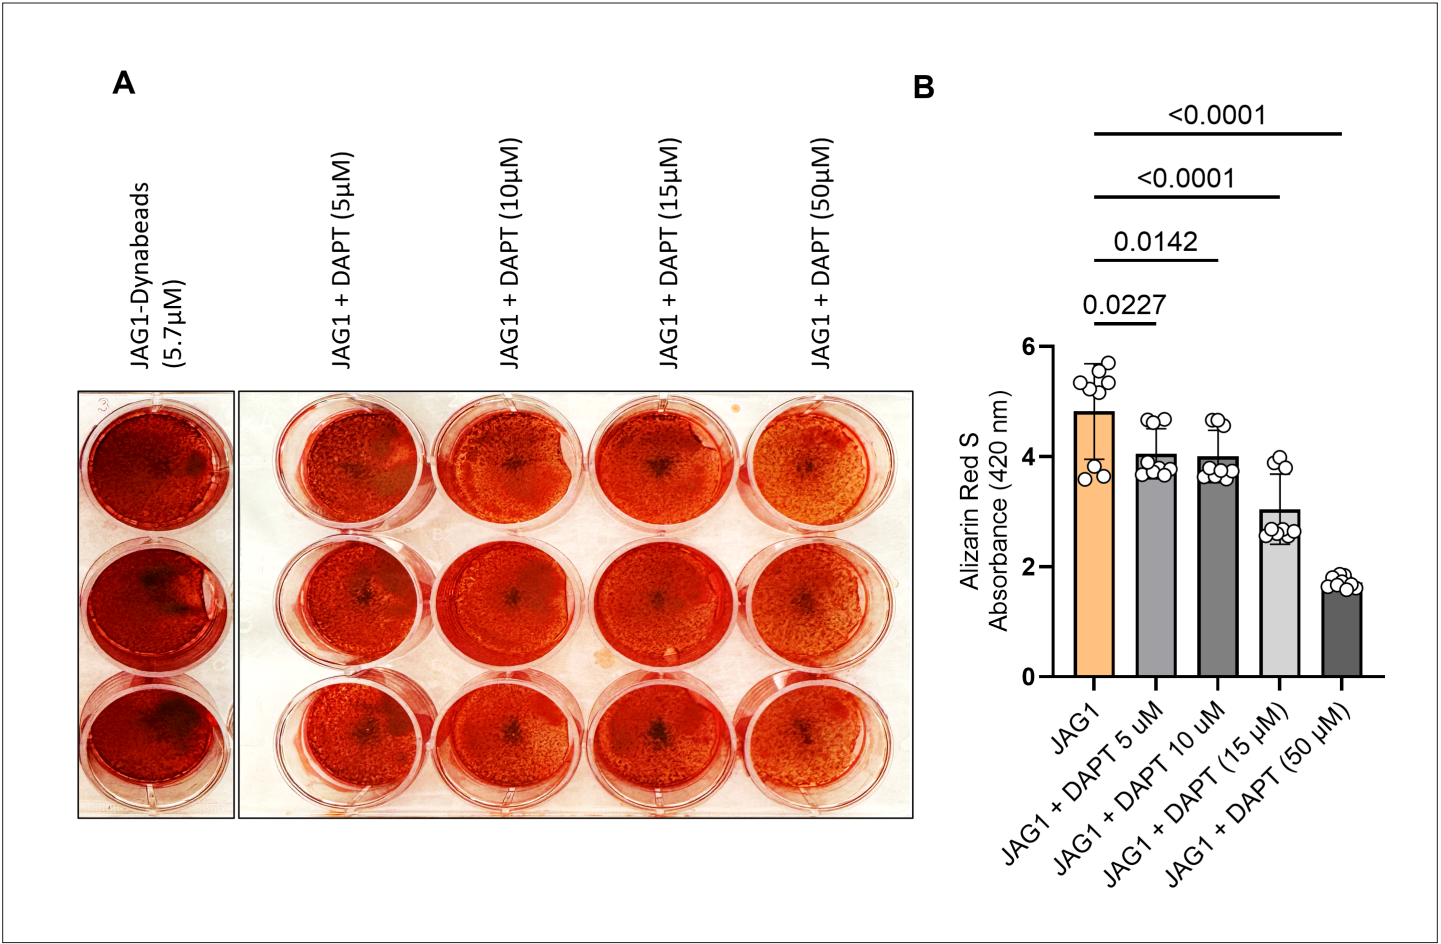 A
JAG1-Dynabeads
(5.7µM)
JAG1 + DAPT (5µM)
JAG1 + DAPT (10µM)
JAG1 + DAPT (15µM)
JAG1 + DAPT (50µM)
3
B
<0.0001
<0.0001
0.0142
0.0227
Alizarin Red S
Absorbance (420 nm)
6
4
2
0
JAG1
JAG1 + DAPT 5 uM
JAG1 + DAPT 10 uM
JAG1 + DAPT (15 µM)
JAG1 + DAPT (50 µM)